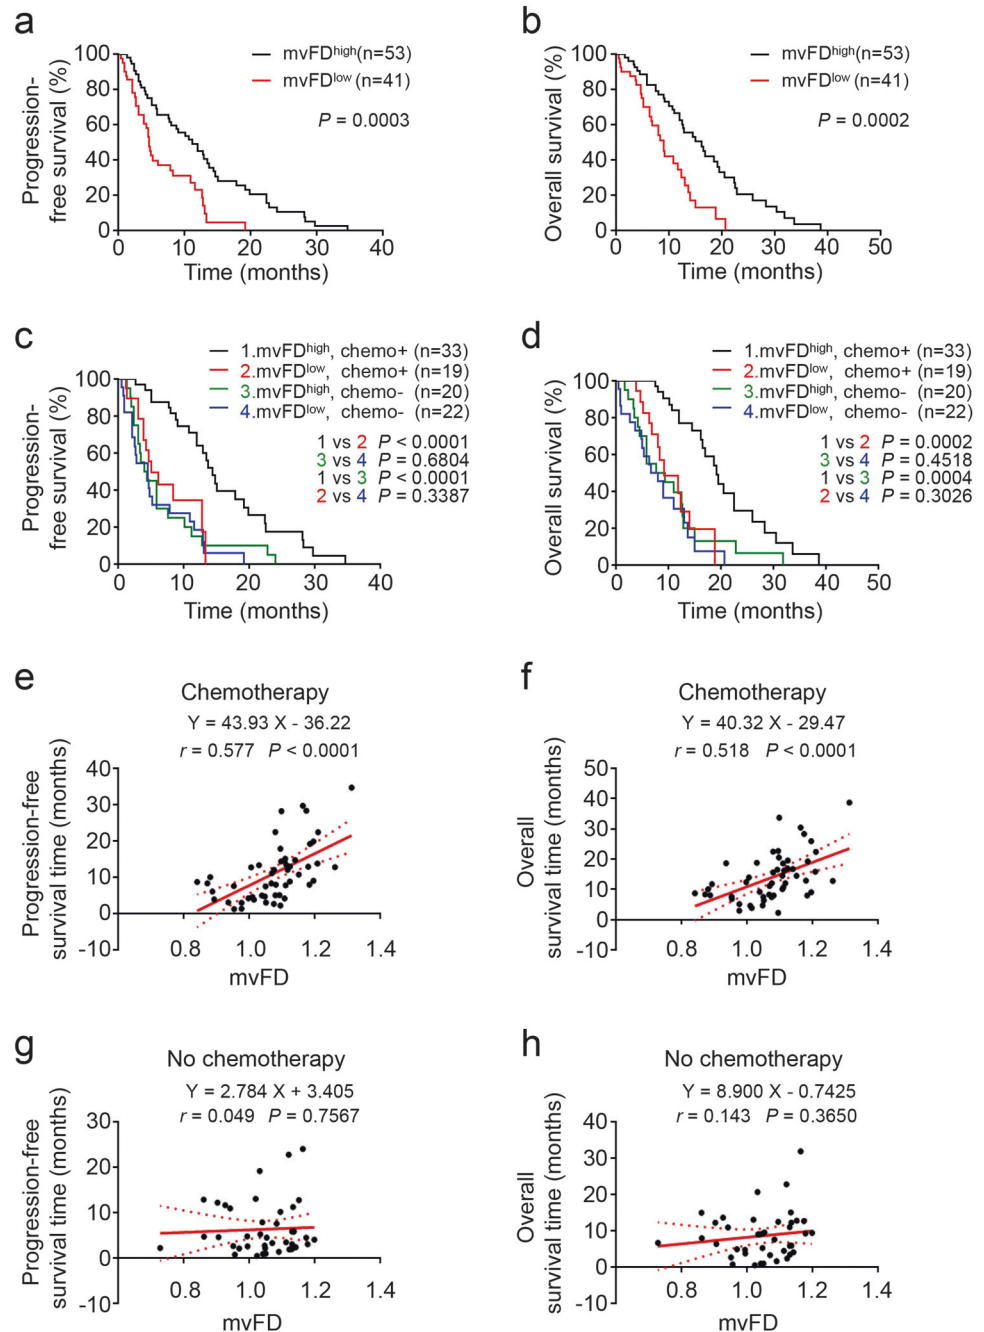 a
mvFDhigh(n=53)
mvFDlow (n=41)
P = 0.0003
Progression-
free survival (%)
100
80
60
40
20
0
0 10 20 30 40
Time (months)
b
mvFDhigh(n=53)
mvFDlow (n=41)
P = 0.0002
Overall survival (%)
100
80
60
40
20
0
0 10 20 30 40 50
Time (months)
c
1.mvFDhigh, chemo+ (n=33)
2.mvFDlow, chemo+ (n=19)
3.mvFDhigh, chemo- (n=20)
4.mvFDlow, chemo- (n=22)
1 vs 2 P < 0.0001
3 vs 4 P = 0.6804
1 vs 3 P < 0.0001
2 vs 4 P = 0.3387
Progression-
free survival (%)
100
80
60
40
20
0
0 10 20 30 40
Time (months)
d
1.mvFDhigh, chemo+ (n=33)
2.mvFDlow, chemo+ (n=19)
3.mvFDhigh, chemo- (n=20)
4.mvFDlow, chemo- (n=22)
1 vs 2 P = 0.0002
3 vs 4 P = 0.4518
1 vs 3 P = 0.0004
2 vs 4 P = 0.3026
Overall survival (%)
100
80
60
40
20
0
0 10 20 30 40 50
Time (months)
e
Chemotherapy
Y = 43.93 X - 36.22
r = 0.577 P < 0.0001
Progression-free
survival time (months)
40
30
20
10
0
-10
0.8 1.0 1.2 1.4
mvFD
f
Chemotherapy
Y = 40.32 X - 29.47
r = 0.518 P < 0.0001
Overall
survival time (months)
50
40
30
20
10
0
-10
0.8 1.0 1.2 1.4
mvFD
g
No chemotherapy
Y = 2.784 X + 3.405
r = 0.049 P = 0.7567
Progression-free
survival time (months)
30
20
10
0
-10
0.8 1.0 1.2 1.4
mvFD
h
No chemotherapy
Y = 8.900 X - 0.7425
r = 0.143 P = 0.3650
Overall
survival time (months)
40
30
20
10
0
-10
0.8 1.0 1.2 1.4
mvFD